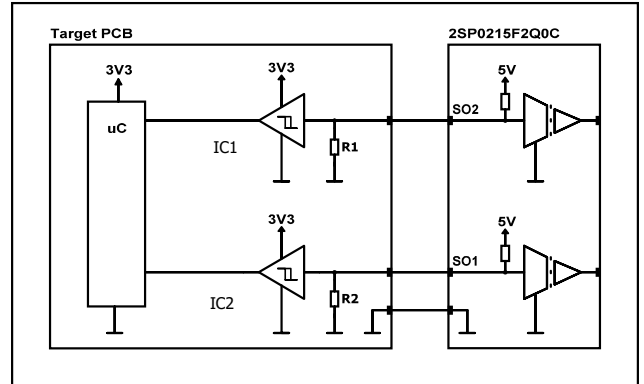 Target PCB
2SP0215F2Q0C
3V3
3V3
5V
SO2
uC
IC1
R1
3V3
5V
SO1
IC2
R2